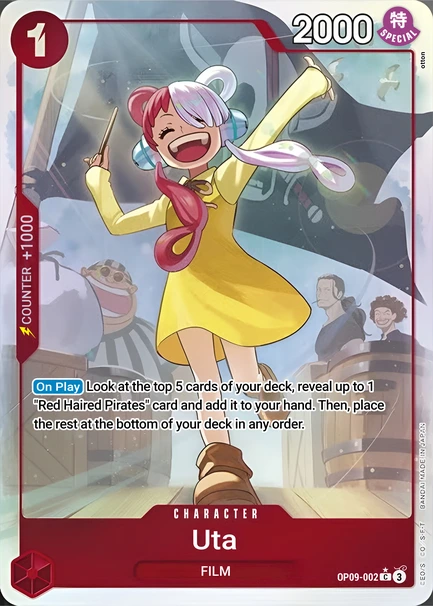 1
2000
特
SPECIAL
otton
COUNTER +1000
On Play Look at the top 5 cards of your deck, reveal up to 1
"Red Haired Pirates" card and add it to your hand. Then, place
the rest at the bottom of your deck in any order.
CHARACTER
Uta
FILM
OP09-002 C 3
BANDAI MADE IN JAPAN